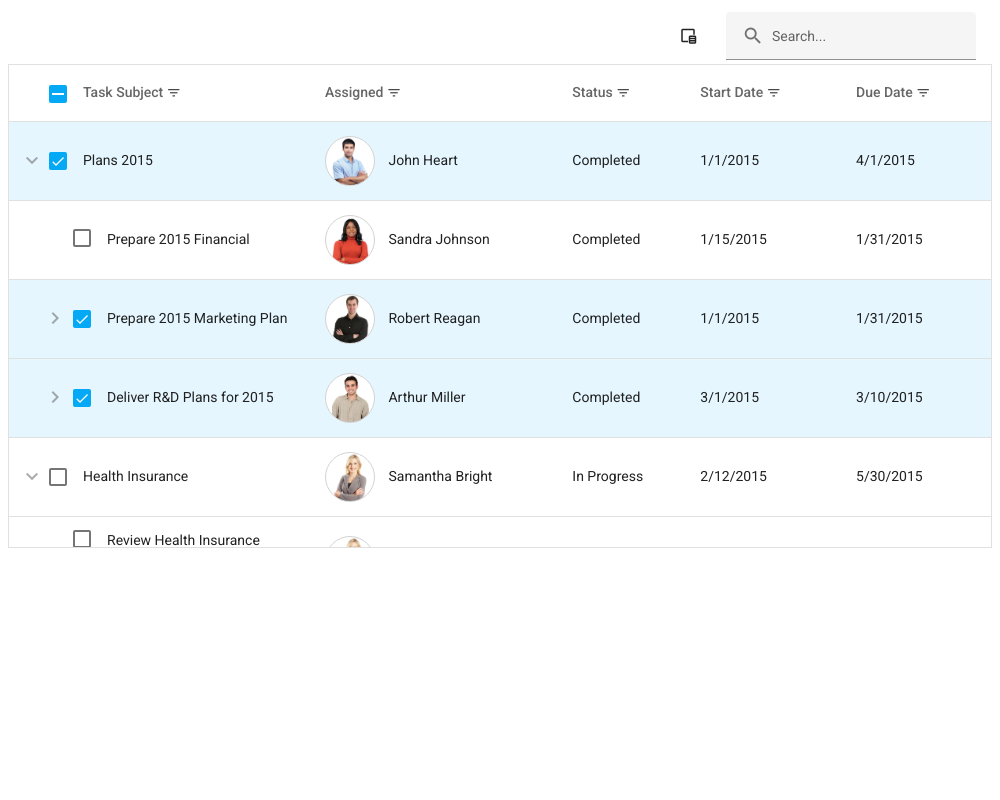 Search...
Task Subject Assigned Status Start Date Due Date
Plans 2015 John Heart Completed 1/1/2015 4/1/2015
Prepare 2015 Financial Sandra Johnson Completed 1/15/2015 1/31/2015
Prepare 2015 Marketing Plan Robert Reagan Completed 1/1/2015 1/31/2015
Deliver R&D Plans for 2015 Arthur Miller Completed 3/1/2015 3/10/2015
Health Insurance Samantha Bright In Progress 2/12/2015 5/30/2015
Review Health Insurance